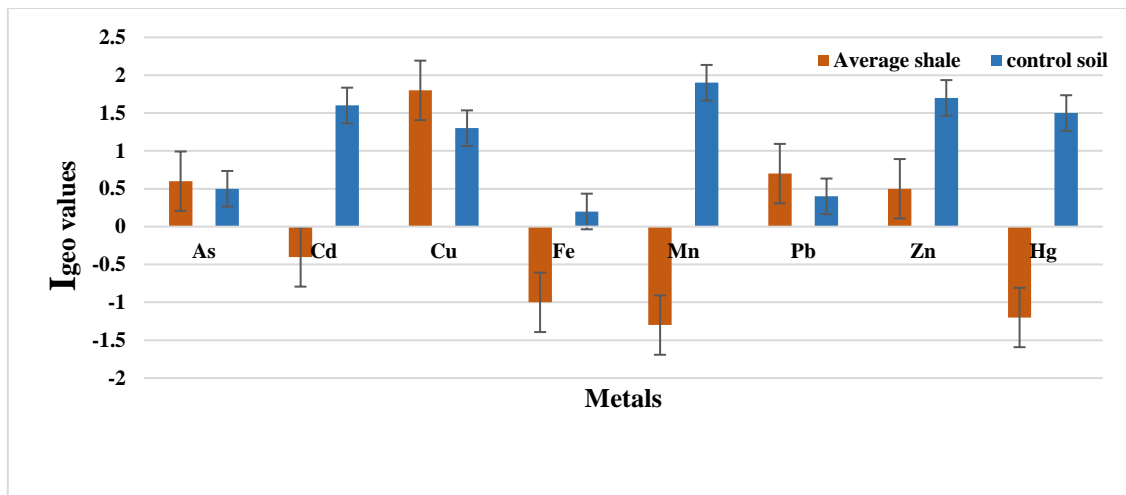 2.5
2
1.5
1
0.5
0
-0.5
-1
-1.5
-2
Igeo values
Average shale control soil
As Cd Cu Fe Mn Pb Zn Hg
Metals